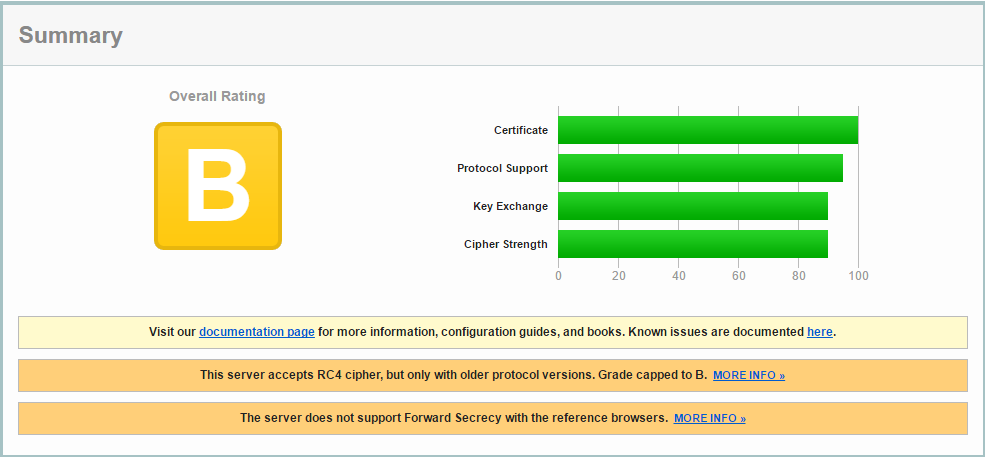 Summary
Overall Rating
B
Certificate
Protocol Support
Key Exchange
Cipher Strength
0 20 40 60 80 100
Visit our documentation page for more information, configuration guides, and books. Known issues are documented here.
This server accepts RC4 cipher, but only with older protocol versions. Grade capped to B. MORE INFO »
The server does not support Forward Secrecy with the reference browsers. MORE INFO »